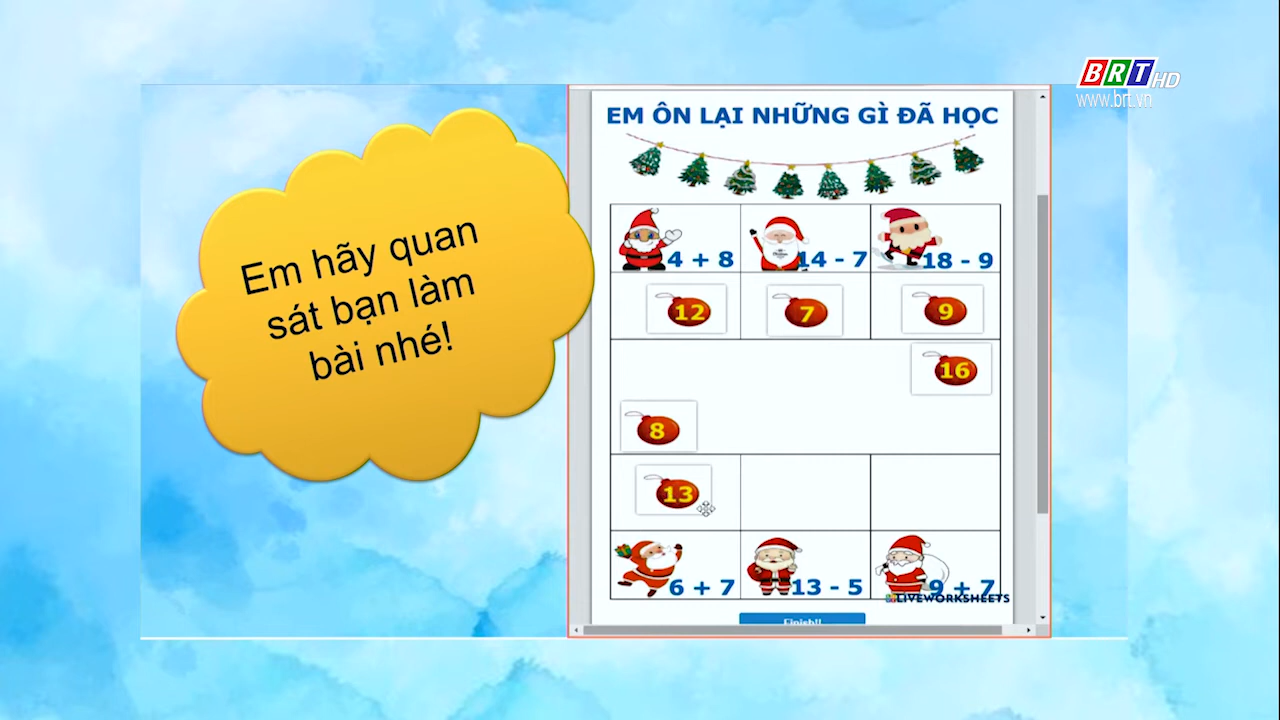 BRT HD
www.brt.vn
EM ÔN LẠI NHỮNG GÌ ĐÃ HỌC
Em hãy quan
sát bạn làm
bài nhé!
4 + 8 14 - 7 18 - 9
12 7 9
16
8
13
6 + 7 13 - 5 9 + 7
LIVEWORKSHEETS
Finish!!